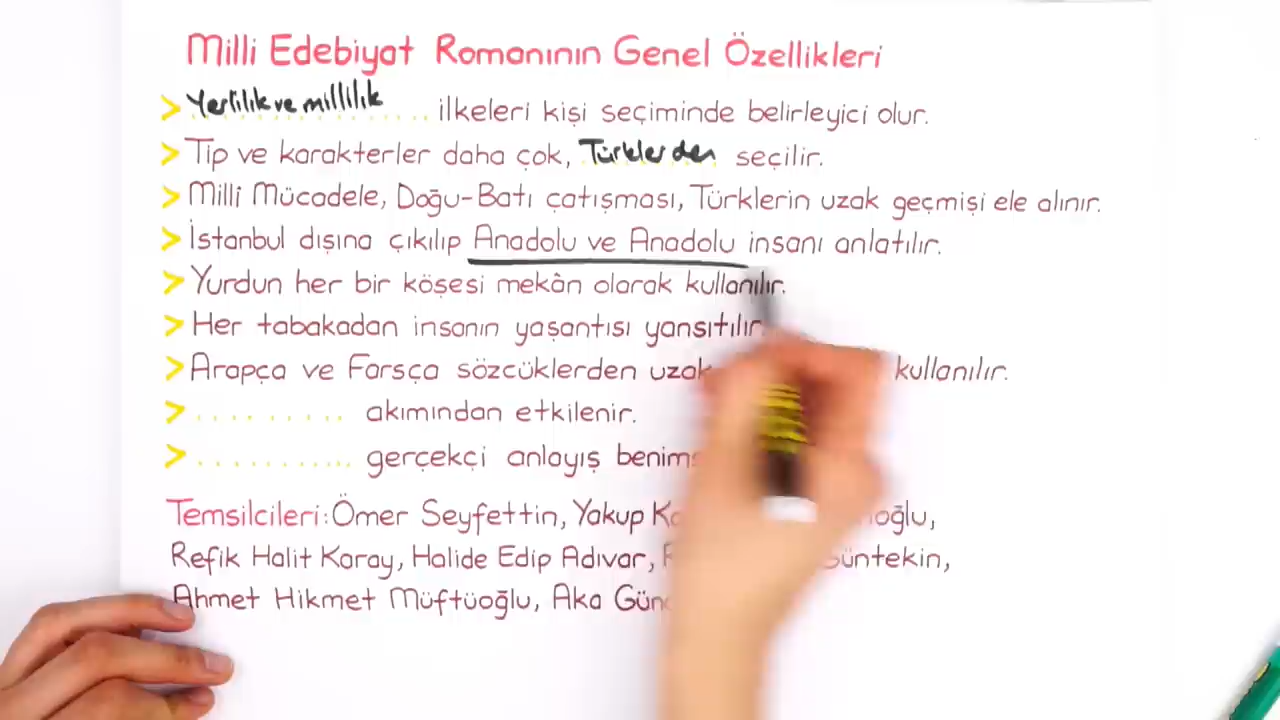 Milli Edebiyat Romanının Genel Özellikleri
> Yerlilik ve millilik ilkeleri kişi seçiminde belirleyici olur.
> Tip ve karakterler daha çok, Türklerden seçilir.
> Milli Mücadele, Doğu-Batı çatışması, Türklerin uzak geçmişi ele alınır.
> İstanbul dışına çıkılıp Anadolu ve Anadolu insanı anlatılır.
> Yurdun her bir köşesi mekân olarak kullanılır.
> Her tabakadan insanın yaşantısı yansıtılır.
> Arapça ve Farsça sözcüklerden uzak kullanılır.
> ......... akımından etkilenir.
> .......... gerçekçi anlayış
Temsilcileri: Ömer Seyfettin, Yakup
Refik Halit Karay, Halide Edip Adıvar, Güntekin,
Ahmet Hikmet Müftüoğlu, Aka